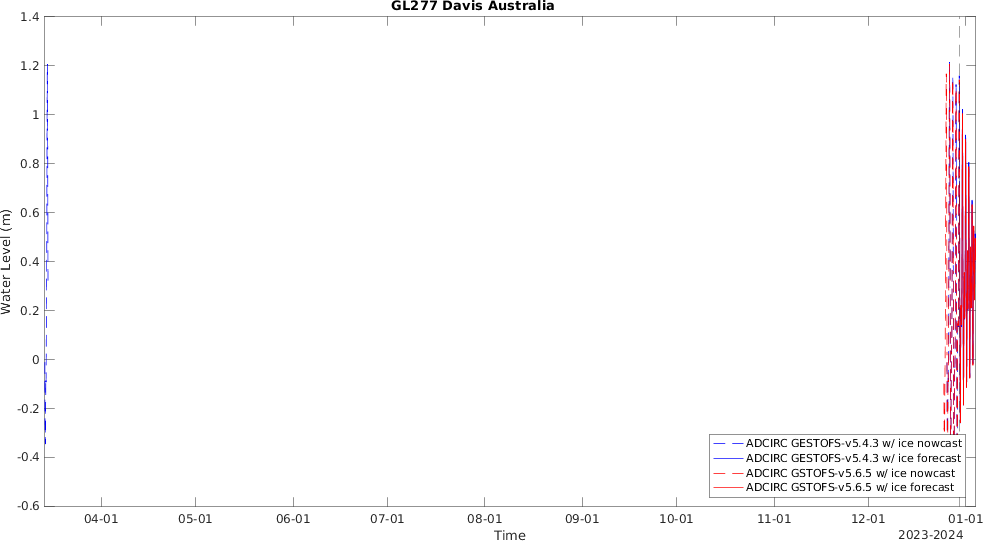 GL277 Davis Australia
1.4
1.2
1
0.8
0.6
0.4
0.2
0
-0.2
-0.4
-0.6
Water Level (m)
ADCIRC GESTOFS-v5.4.3 w/ ice nowcast
ADCIRC GESTOFS-v5.4.3 w/ ice forecast
ADCIRC GSTOFS-v5.6.5 w/ ice nowcast
ADCIRC GSTOFS-v5.6.5 w/ ice forecast
04-01 05-01 06-01 07-01 08-01 09-01 10-01 11-01 12-01 01-01
Time
2023-2024